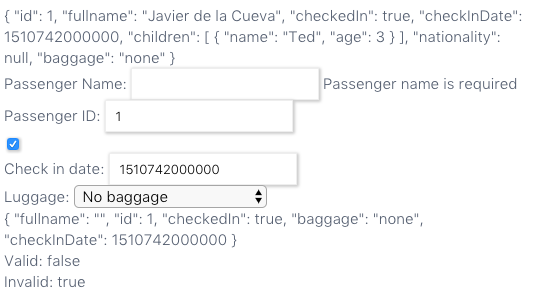 { "id": 1, "fullname": "Javier de la Cueva", "checkedIn": true, "checkInDate":
1510742000000, "children": [ { "name": "Ted", "age": 3 } ], "nationality":
null, "baggage": "none" }
Passenger Name: Passenger name is required
Passenger ID: 1
Check in date: 1510742000000
Luggage: No baggage
{ "fullname": "", "id": 1, "checkedIn": true, "baggage": "none",
"checkInDate": 1510742000000 }
Valid: false
Invalid: true